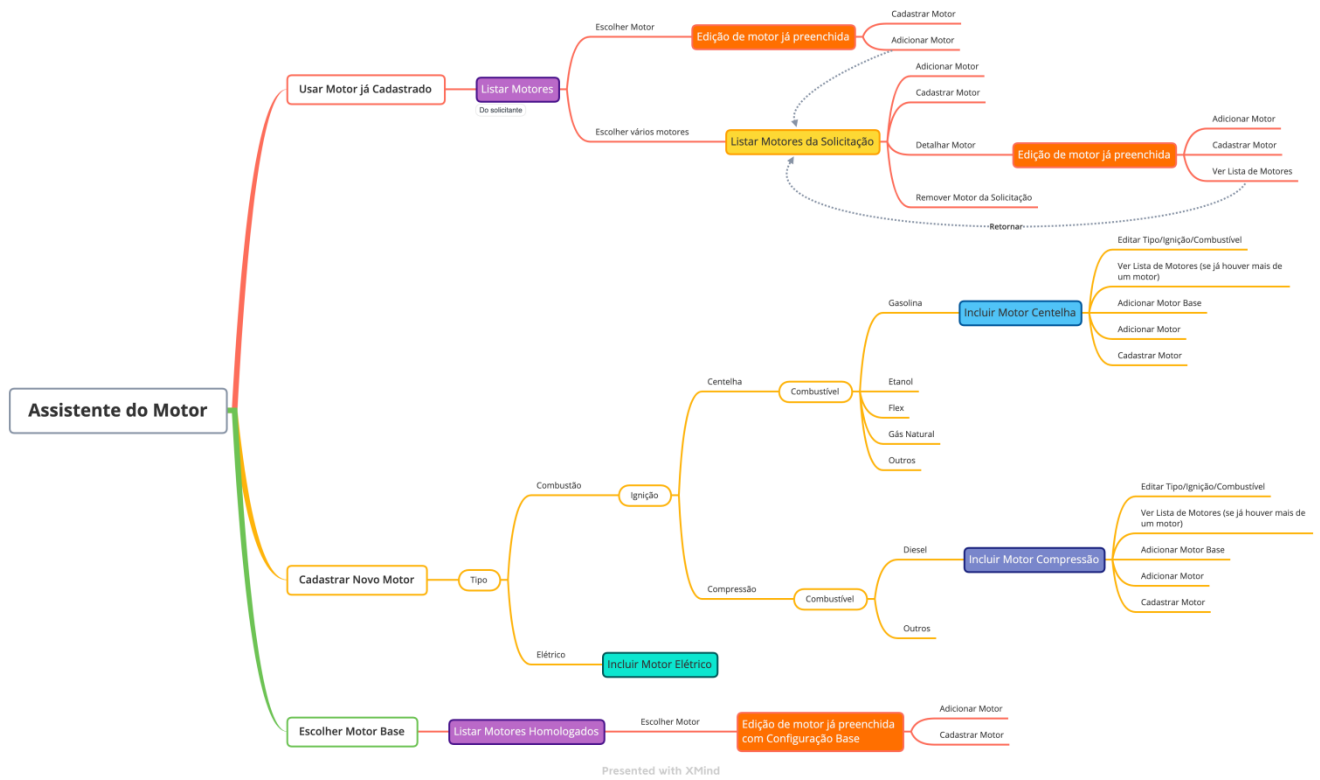 Assistente do Motor
Usar Motor já Cadastrado
Listar Motores
Do solicitante
Escolher Motor
Edição de motor já preenchida
Cadastrar Motor
Adicionar Motor
Escolher vários motores
Listar Motores da Solicitação
Adicionar Motor
Cadastrar Motor
Detalhar Motor
Edição de motor já preenchida
Adicionar Motor
Cadastrar Motor
Ver Lista de Motores
Remover Motor da Solicitação
Retornar
Cadastrar Novo Motor
Tipo
Combustão
Ignição
Centelha
Combustível
Gasolina
Incluir Motor Centelha
Editar Tipo/Ignição/Combustível
Ver Lista de Motores (se já houver mais de
um motor)
Adicionar Motor Base
Adicionar Motor
Cadastrar Motor
Etanol
Flex
Gás Natural
Outros
Compressão
Combustível
Diesel
Incluir Motor Compressão
Editar Tipo/Ignição/Combustível
Ver Lista de Motores (se já houver mais de
um motor)
Adicionar Motor Base
Adicionar Motor
Cadastrar Motor
Outros
Elétrico
Incluir Motor Elétrico
Escolher Motor Base
Listar Motores Homologados
Escolher Motor
Edição de motor já preenchida
com Configuração Base
Adicionar Motor
Cadastrar Motor
Presented with XMind